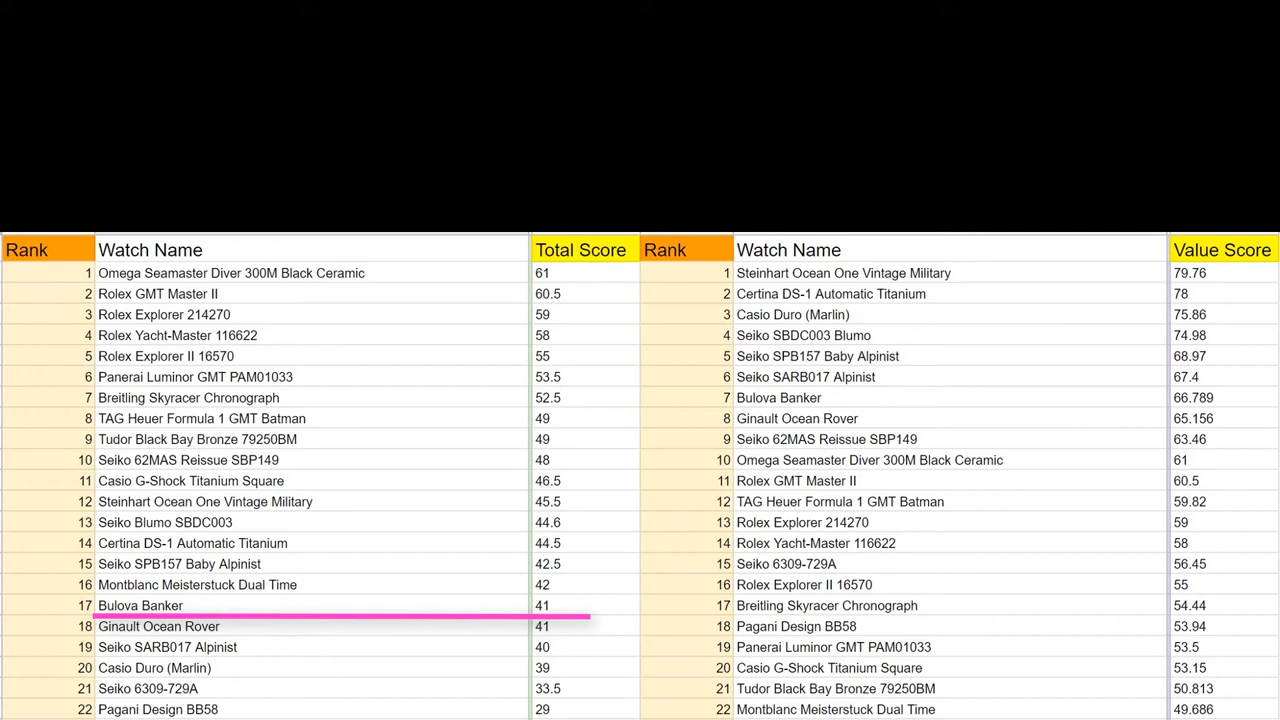 Rank Watch Name Total Score Rank Watch Name Value Score
1 Omega Seamaster Diver 300M Black Ceramic 61 1 Steinhart Ocean One Vintage Military 79.76
2 Rolex GMT Master II 60.5 2 Certina DS-1 Automatic Titanium 78
3 Rolex Explorer 214270 59 3 Casio Duro (Marlin) 75.86
4 Rolex Yacht-Master 116622 58 4 Seiko SBDC003 Blumo 74.98
5 Rolex Explorer II 16570 55 5 Seiko SPB157 Baby Alpinist 68.97
6 Panerai Luminor GMT PAM01033 53.5 6 Seiko SARB017 Alpinist 67.4
7 Breitling Skyracer Chronograph 52.5 7 Bulova Banker 66.789
8 TAG Heuer Formula 1 GMT Batman 49 8 Ginault Ocean Rover 65.156
9 Tudor Black Bay Bronze 79250BM 49 9 Seiko 62MAS Reissue SBP149 63.46
10 Seiko 62MAS Reissue SBP149 48 10 Omega Seamaster Diver 300M Black Ceramic 61
11 Casio G-Shock Titanium Square 46.5 11 Rolex GMT Master II 60.5
12 Steinhart Ocean One Vintage Military 45.5 12 TAG Heuer Formula 1 GMT Batman 59.82
13 Seiko Blumo SBDC003 44.6 13 Rolex Explorer 214270 59
14 Certina DS-1 Automatic Titanium 44.5 14 Rolex Yacht-Master 116622 58
15 Seiko SPB157 Baby Alpinist 42.5 15 Seiko 6309-729A 56.45
16 Montblanc Meisterstuck Dual Time 42 16 Rolex Explorer II 16570 55
17 Bulova Banker 41 17 Breitling Skyracer Chronograph 54.44
18 Ginault Ocean Rover 41 18 Pagani Design BB58 53.94
19 Seiko SARB017 Alpinist 40 19 Panerai Luminor GMT PAM01033 53.5
20 Casio Duro (Marlin) 39 20 Casio G-Shock Titanium Square 53.15
21 Seiko 6309-729A 33.5 21 Tudor Black Bay Bronze 79250BM 50.813
22 Pagani Design BB58 29 22 Montblanc Meisterstuck Dual Time 49.686